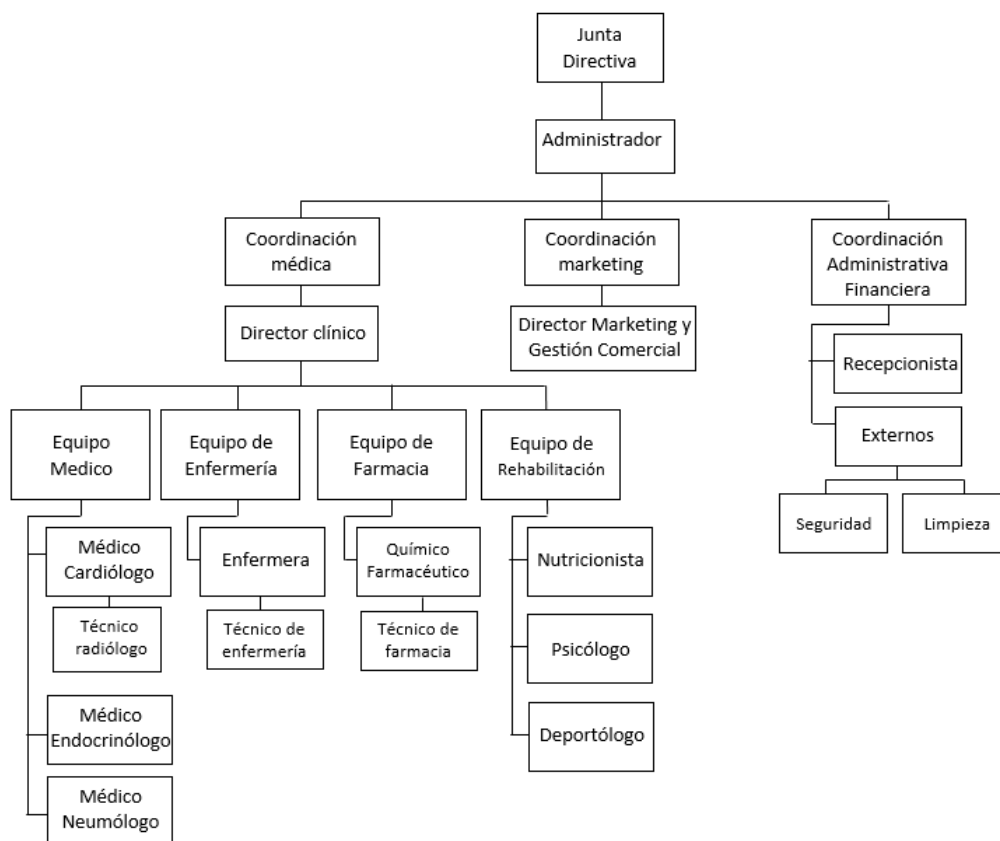 Junta
Directiva
Administrador
Coordinación
médica
Coordinación
marketing
Coordinación
Administrativa
Financiera
Director clínico
Director Marketing y
Gestión Comercial
Recepcionista
Externos
Seguridad
Limpieza
Equipo
Medico
Equipo de
Enfermería
Equipo de
Farmacia
Equipo de
Rehabilitación
Médico
Cardiólogo
Técnico
radiólogo
Médico
Endocrinólogo
Médico
Neumólogo
Enfermera
Técnico de
enfermería
Químico
Farmacéutico
Técnico de
farmacia
Nutricionista
Psicólogo
Deportólogo